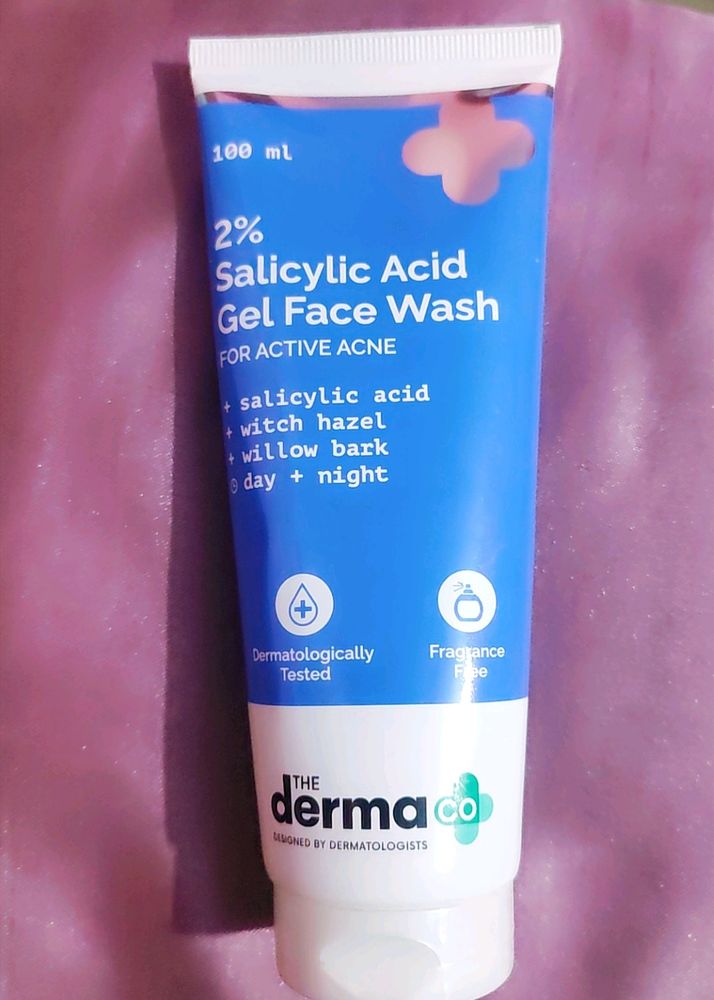 100 ml
2%
Salicylic Acid
Gel Face Wash
FOR ACTIVE ACNE
+ salicylic acid
+ witch hazel
+ willow bark
day + night
Dermatologically
Tested
Fragrance
Free
THE
derma co
DESIGNED BY DERMATOLOGISTS